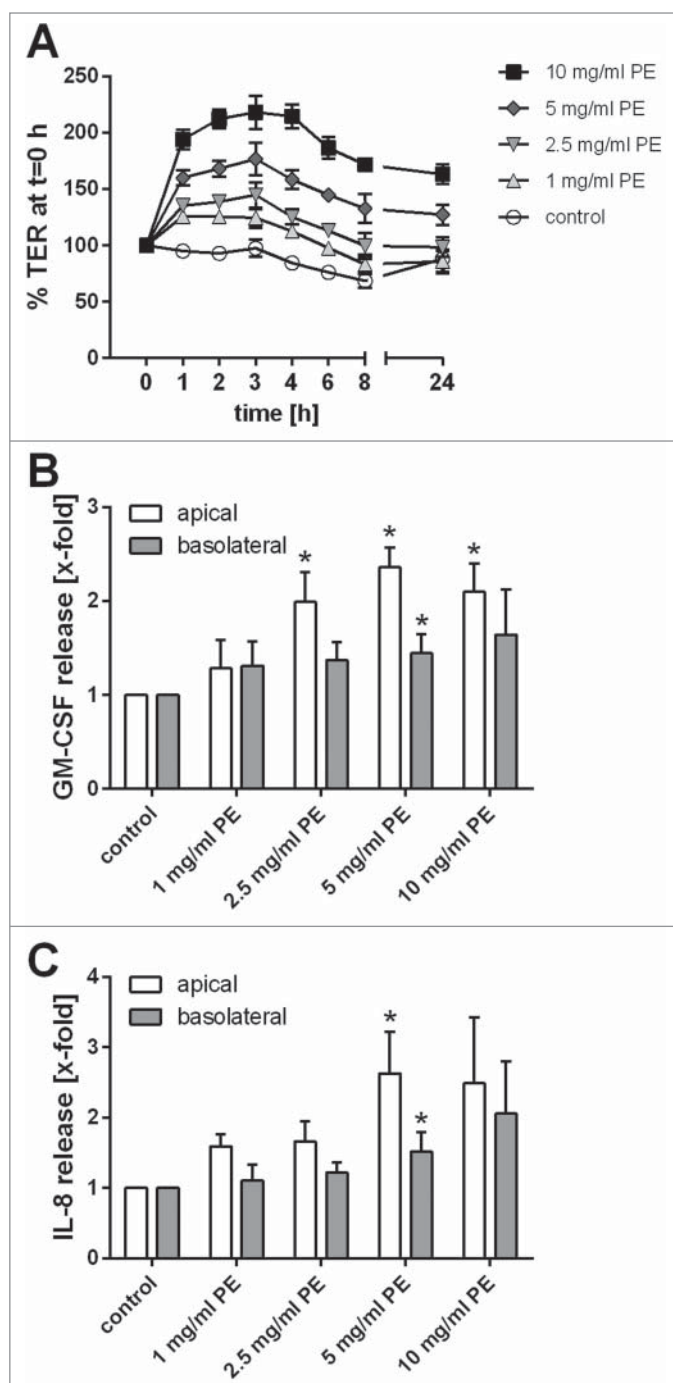 A
% TER at t=0 h
250
200
150
100
50
0
0 1 2 3 4 6 8 24
time [h]
10 mg/ml PE
5 mg/ml PE
2.5 mg/ml PE
1 mg/ml PE
control
B
GM-CSF release [x-fold]
3
2
1
0
apical
basolateral
* * * *
control
1 mg/ml PE
2.5 mg/ml PE
5 mg/ml PE
10 mg/ml PE
C
IL-8 release [x-fold]
4
3
2
1
0
apical
basolateral
* *
control
1 mg/ml PE
2.5 mg/ml PE
5 mg/ml PE
10 mg/ml PE